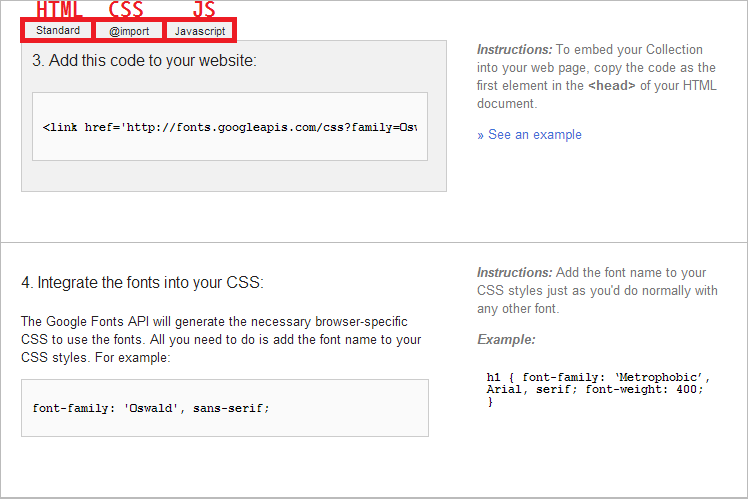 HTML CSS JS
Standard @import Javascript
3. Add this code to your website:
<link href='http://fonts.googleapis.com/css?family=Osw
Instructions: To embed your Collection
into your web page, copy the code as the
first element in the <head> of your HTML
document.
» See an example
4. Integrate the fonts into your CSS:
The Google Fonts API will generate the necessary browser-specific
CSS to use the fonts. All you need to do is add the font name to your
CSS styles. For example:
font-family: 'Oswald', sans-serif;
Instructions: Add the font name to your
CSS styles just as you'd do normally with
any other font.
Example:
h1 { font-family: ‘Metrophobic’,
Arial, serif; font-weight: 400;
}